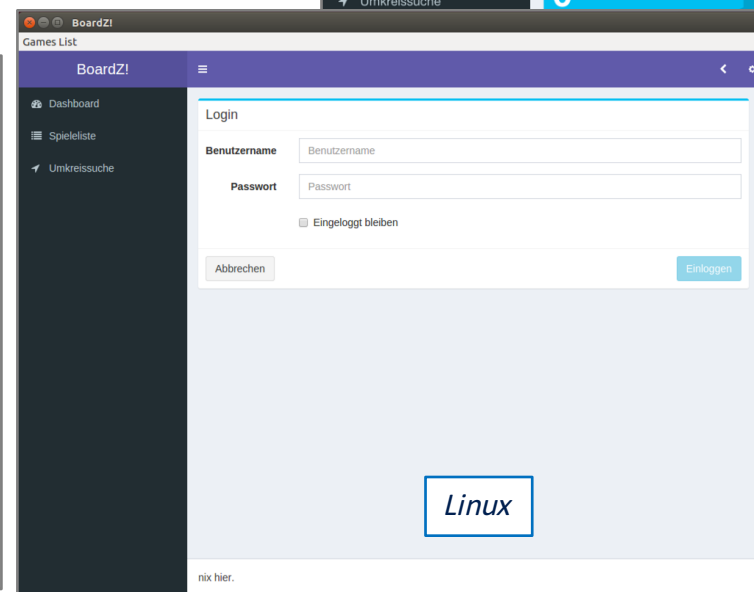 Umkreissuche
BoardZ!
Games List
BoardZ!
Dashboard
Spieleliste
Umkreissuche
Login
Benutzername Benutzername
Passwort Passwort
Eingeloggt bleiben
Abbrechen Einloggen
Linux
nix hier.